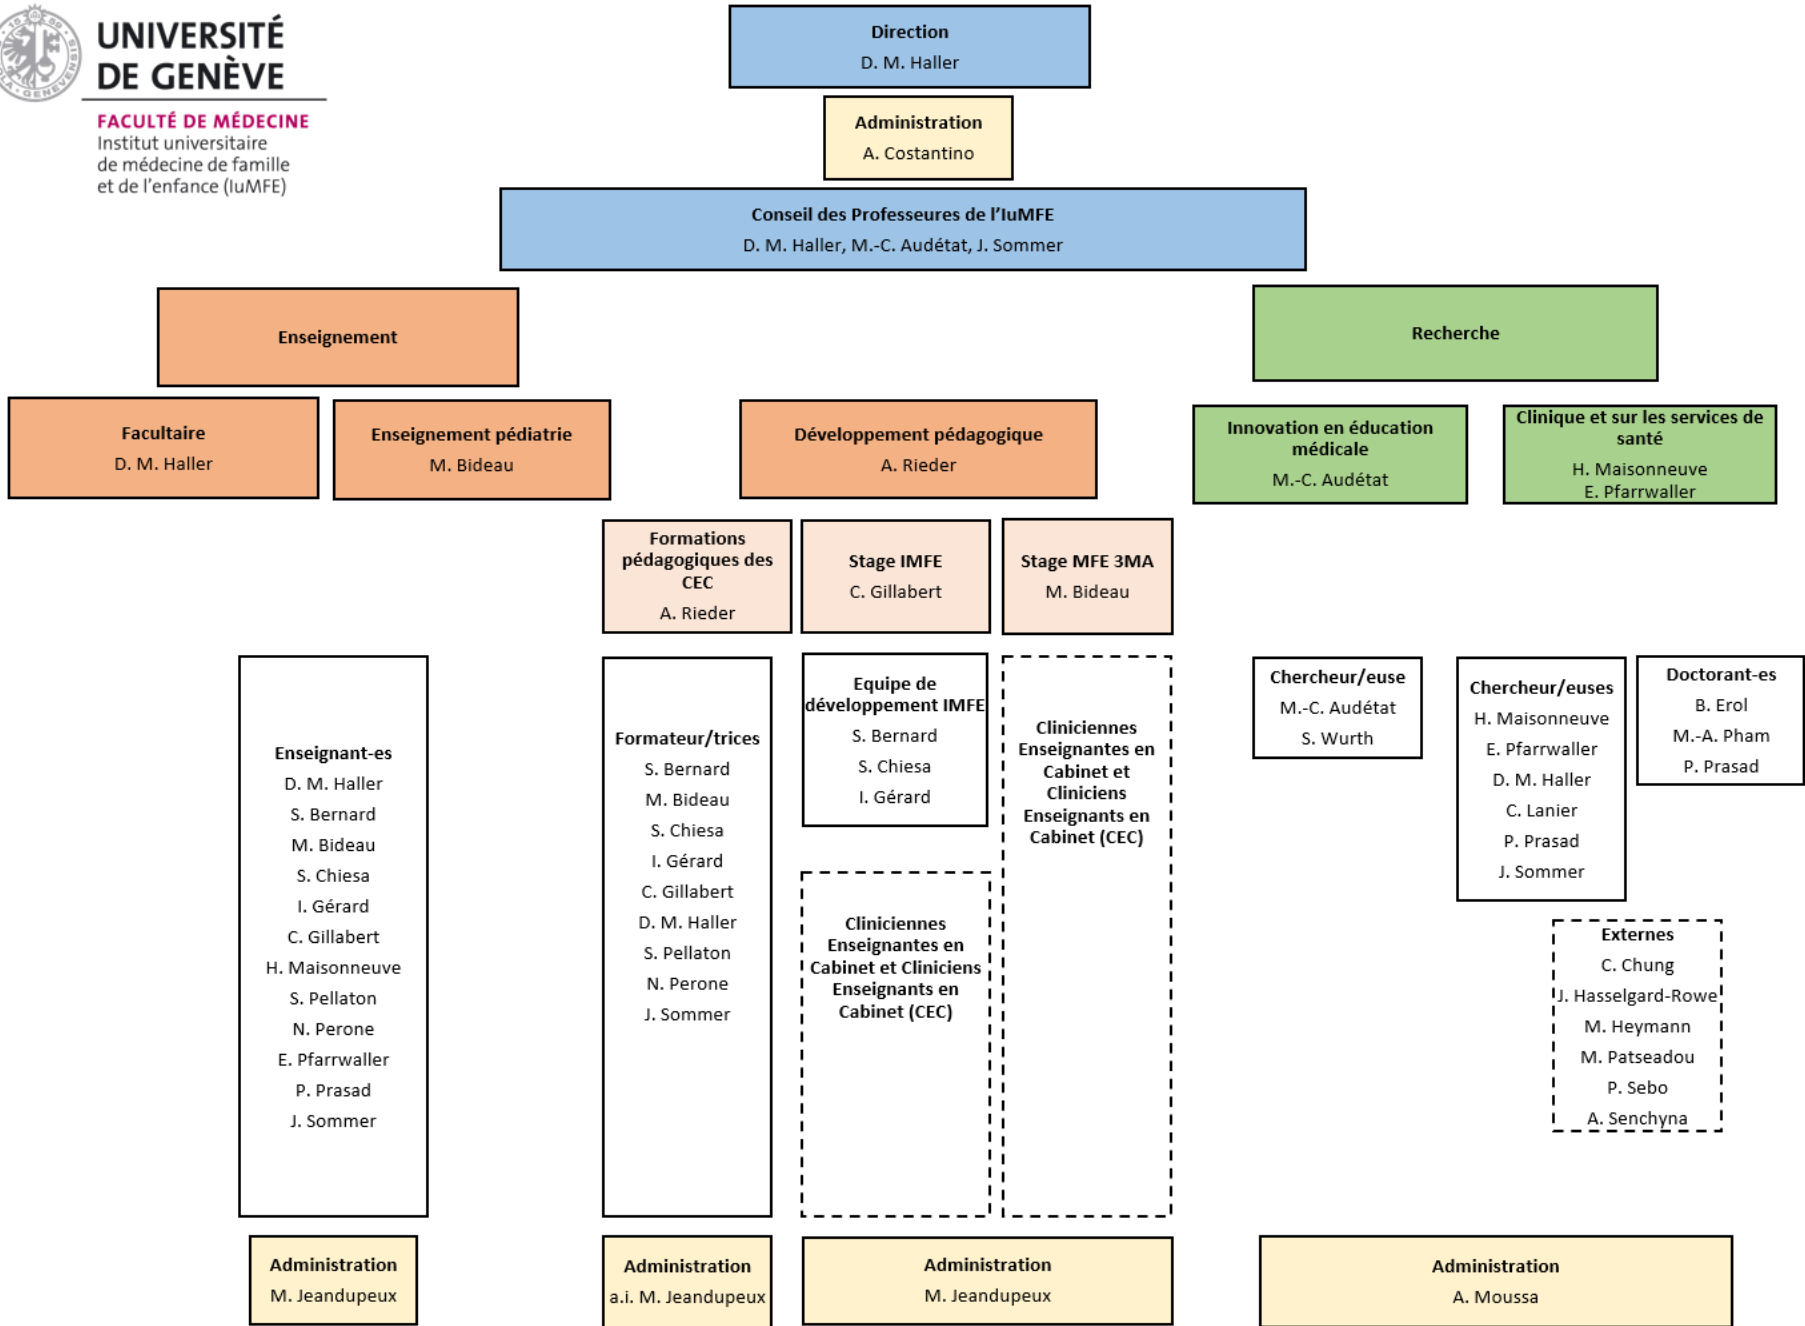 UNIVERSITÉ
DE GENÈVE
FACULTÉ DE MÉDECINE
Institut universitaire
de médecine de famille
et de l'enfance (IuMFE)
Direction
D. M. Haller
Administration
A. Costantino
Conseil des Professeures de l'IuMFE
D. M. Haller, M.-C. Audétat, J. Sommer
Enseignement
Recherche
Facultaire
D. M. Haller
Enseignement pédiatrie
M. Bideau
Développement pédagogique
A. Rieder
Innovation en éducation
médicale
M.-C. Audétat
Clinique et sur les services de
santé
H. Maisonneuve
E. Pfarrwaller
Formations
pédagogiques des
CEC
A. Rieder
Stage IMFE
C. Gillabert
Stage MFE 3MA
M. Bideau
Enseignant-es
D. M. Haller
S. Bernard
M. Bideau
S. Chiesa
I. Gérard
C. Gillabert
H. Maisonneuve
S. Pellaton
N. Perone
E. Pfarrwaller
P. Prasad
J. Sommer
Formateur/trices
S. Bernard
M. Bideau
S. Chiesa
I. Gérard
C. Gillabert
D. M. Haller
S. Pellaton
N. Perone
J. Sommer
Equipe de
développement IMFE
S. Bernard
S. Chiesa
I. Gérard
Cliniciennes
Enseignantes en
Cabinet et Cliniciens
Enseignants en
Cabinet (CEC)
Cliniciennes
Enseignantes en
Cabinet et
Cliniciens
Enseignants en
Cabinet (CEC)
Chercheur/euse
M.-C. Audétat
S. Wurth
Chercheur/euses
H. Maisonneuve
E. Pfarrwaller
D. M. Haller
C. Lanier
P. Prasad
J. Sommer
Doctorant-es
B. Erol
M.-A. Pham
P. Prasad
Externes
C. Chung
J. Hasselgard-Rowe
M. Heymann
M. Patseadou
P. Sebo
A. Senchyna
Administration
M. Jeandupeux
Administration
a.i. M. Jeandupeux
Administration
M. Jeandupeux
Administration
A. Moussa